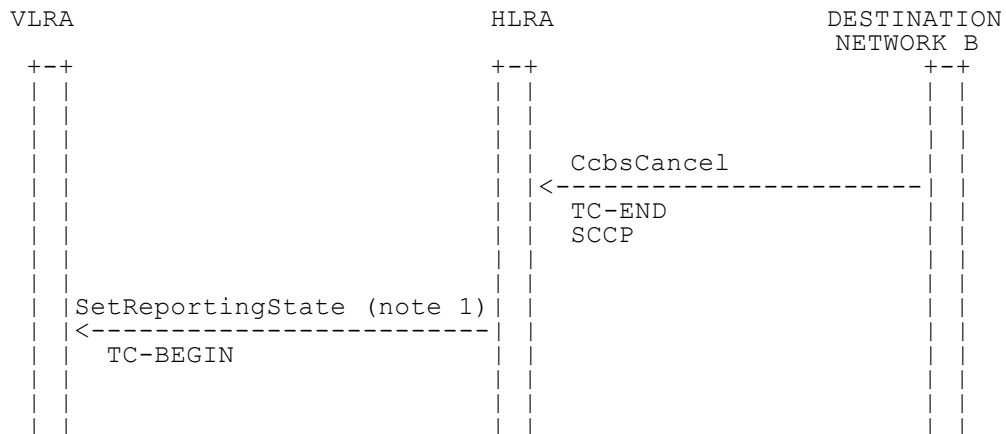 VLRA HLRA DESTINATION
NETWORK B
CcbsCancel
TC-END
SCCP
SetReportingState (note 1)
TC-BEGIN